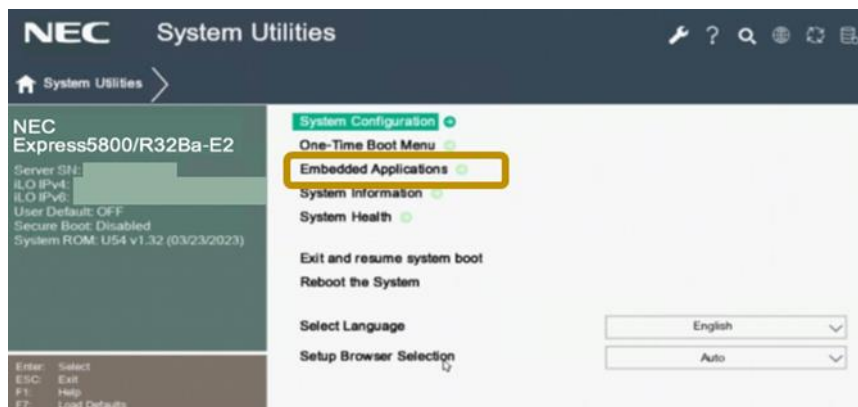 NEC System Utilities
System Utilities
NEC
Express5800/R32Ba-E2
Server SN:
iLO IPv4:
iLO IPv6:
User Default: OFF
Secure Boot: Disabled
System ROM: U54 v1.32 (03/23/2023)
System Configuration
One-Time Boot Menu
Embedded Applications
System Information
System Health
Exit and resume system boot
Reboot the System
Select Language English
Setup Browser Selection Auto
Enter: Select
ESC: Exit
F1: Help
F7: Load Defaults